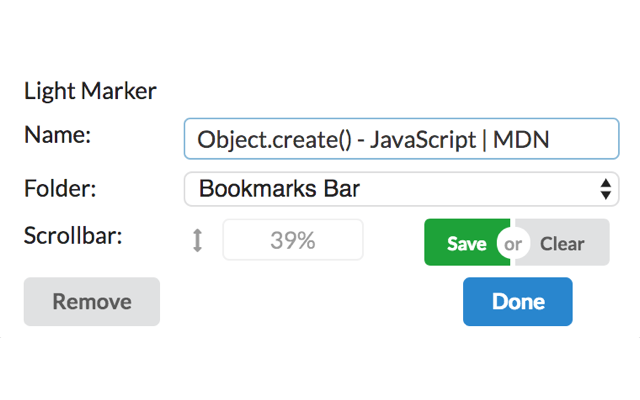 Light Marker
Name: Object.create() - JavaScript | MDN
Folder: Bookmarks Bar
Scrollbar: 39% Save or Clear
Remove Done